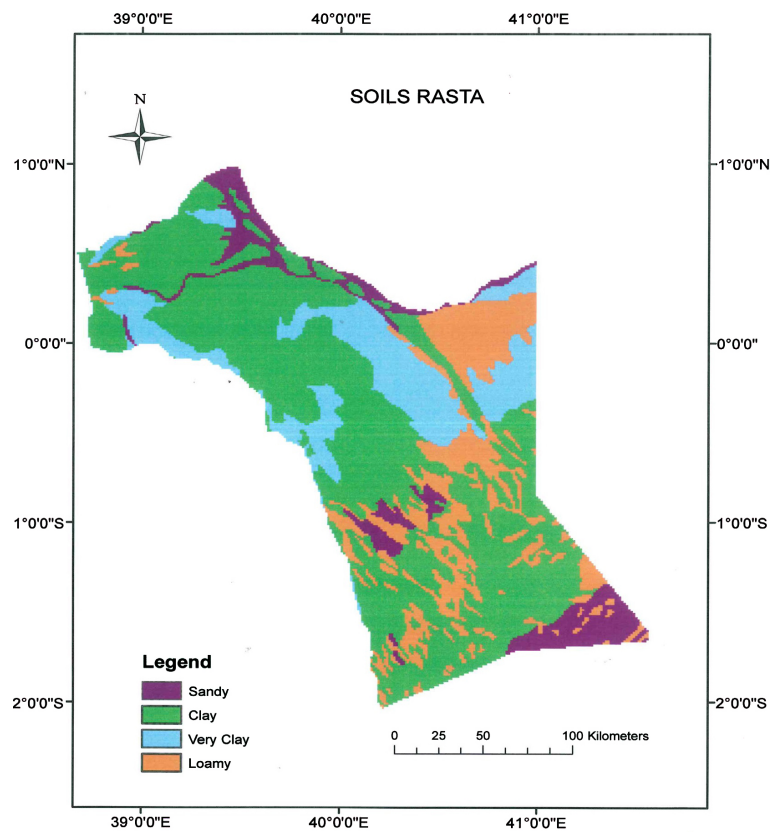 39°0'0"E 40°0'0"E 41°0'0"E
SOILS RASTA
N
1°0'0"N 1°0'0"N
0°0'0" 0°0'0"
1°0'0"S 1°0'0"S
Legend
Sandy
2°0'0"S 2°0'0"S
Clay
Very Clay
0 25 50 100 Kilometers
Loamy
39°0'0"E 40°0'0"E 41°0'0"E